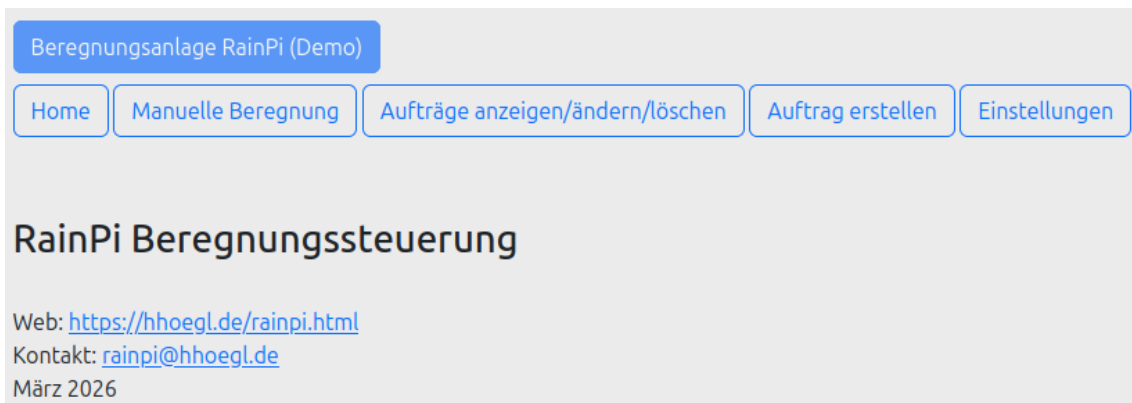 Beregnungsanlage RainPi (Demo)
Home Manuelle Beregnung Aufträge anzeigen/ändern/löschen Auftrag erstellen Einstellungen
RainPi Beregnungssteuerung
Web: https://hhoegl.de/rainpi.html
Kontakt: rainpi@hhoegl.de
März 2026